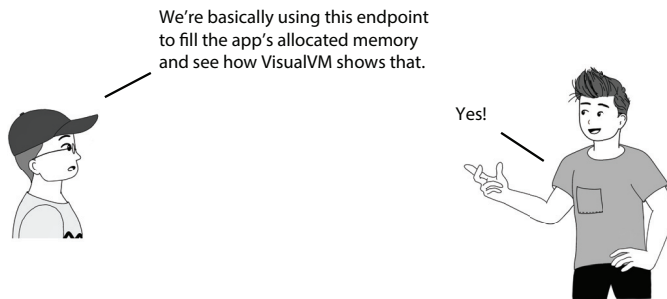 We’re basically using this endpoint
to fill the app’s allocated memory
and see how VisualVM shows that.
Yes!